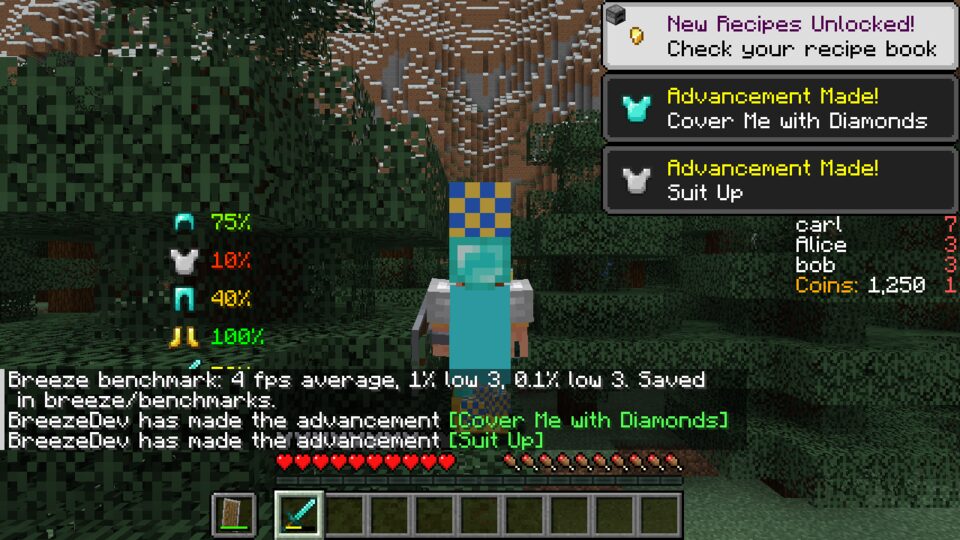 New Recipes Unlocked!
Check your recipe book
Advancement Made!
Cover Me with Diamonds
Advancement Made!
Suit Up
75%
10%
40%
100%
carl 7
Alice 3
bob 3
Coins: 1,250 1
Breeze benchmark: 4 fps average, 1% low 3, 0.1% low 3. Saved
in breeze/benchmarks.
BreezeDev has made the advancement [Cover Me with Diamonds]
BreezeDev has made the advancement [Suit Up]